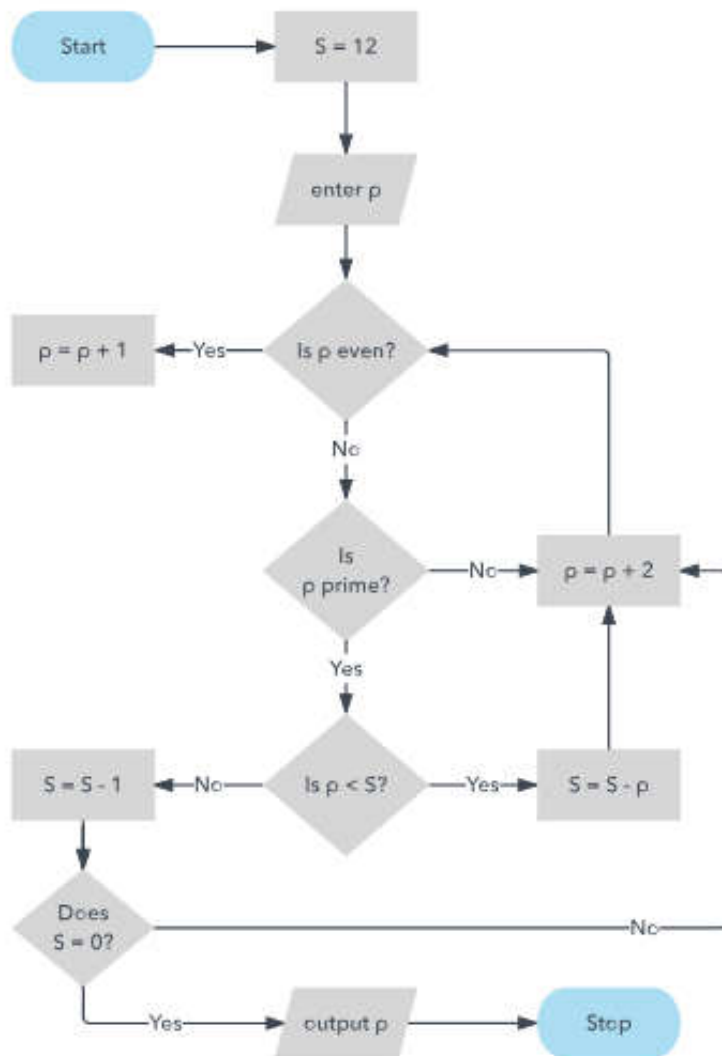 Start
S = 12
enter ρ
ρ = ρ + 1
Yes
Is ρ even?
No
Is
ρ prime?
No
ρ = ρ + 2
Yes
S = S - 1
No
Is ρ < S?
Yes
S = S - ρ
Does
S = 0?
No
Yes
output ρ
Stop